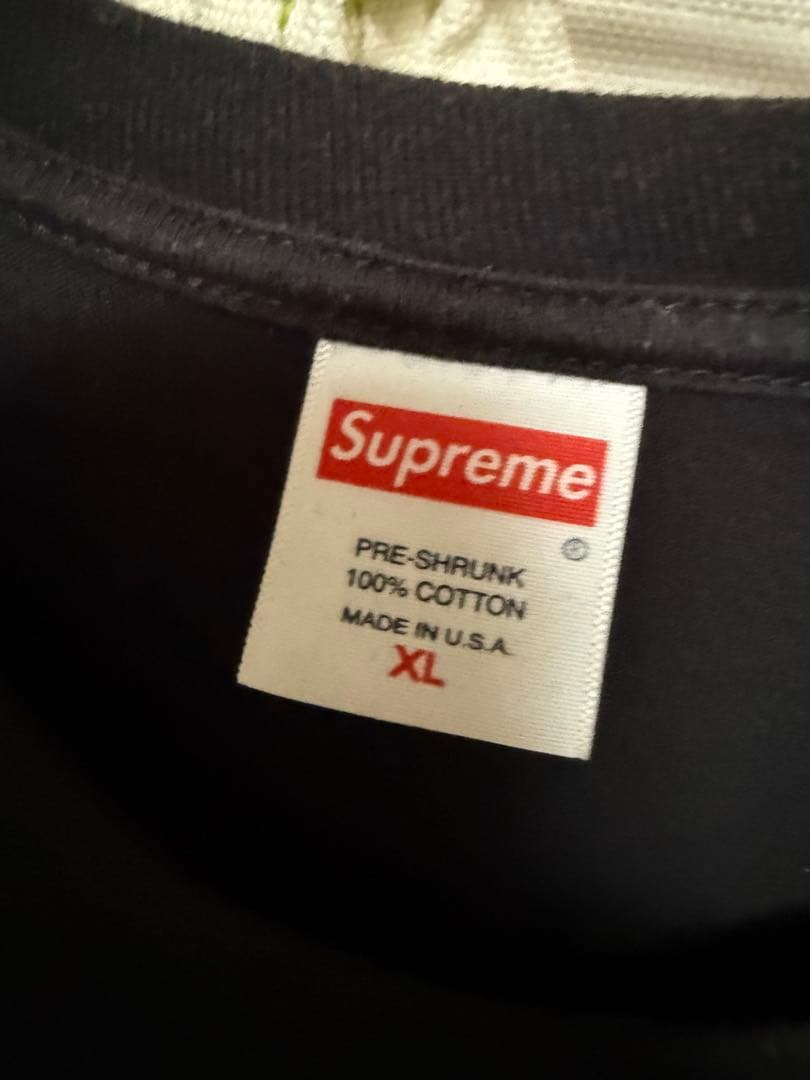 Supreme
®
PRE-SHRUNK
100% COTTON
MADE IN U.S.A.
XL